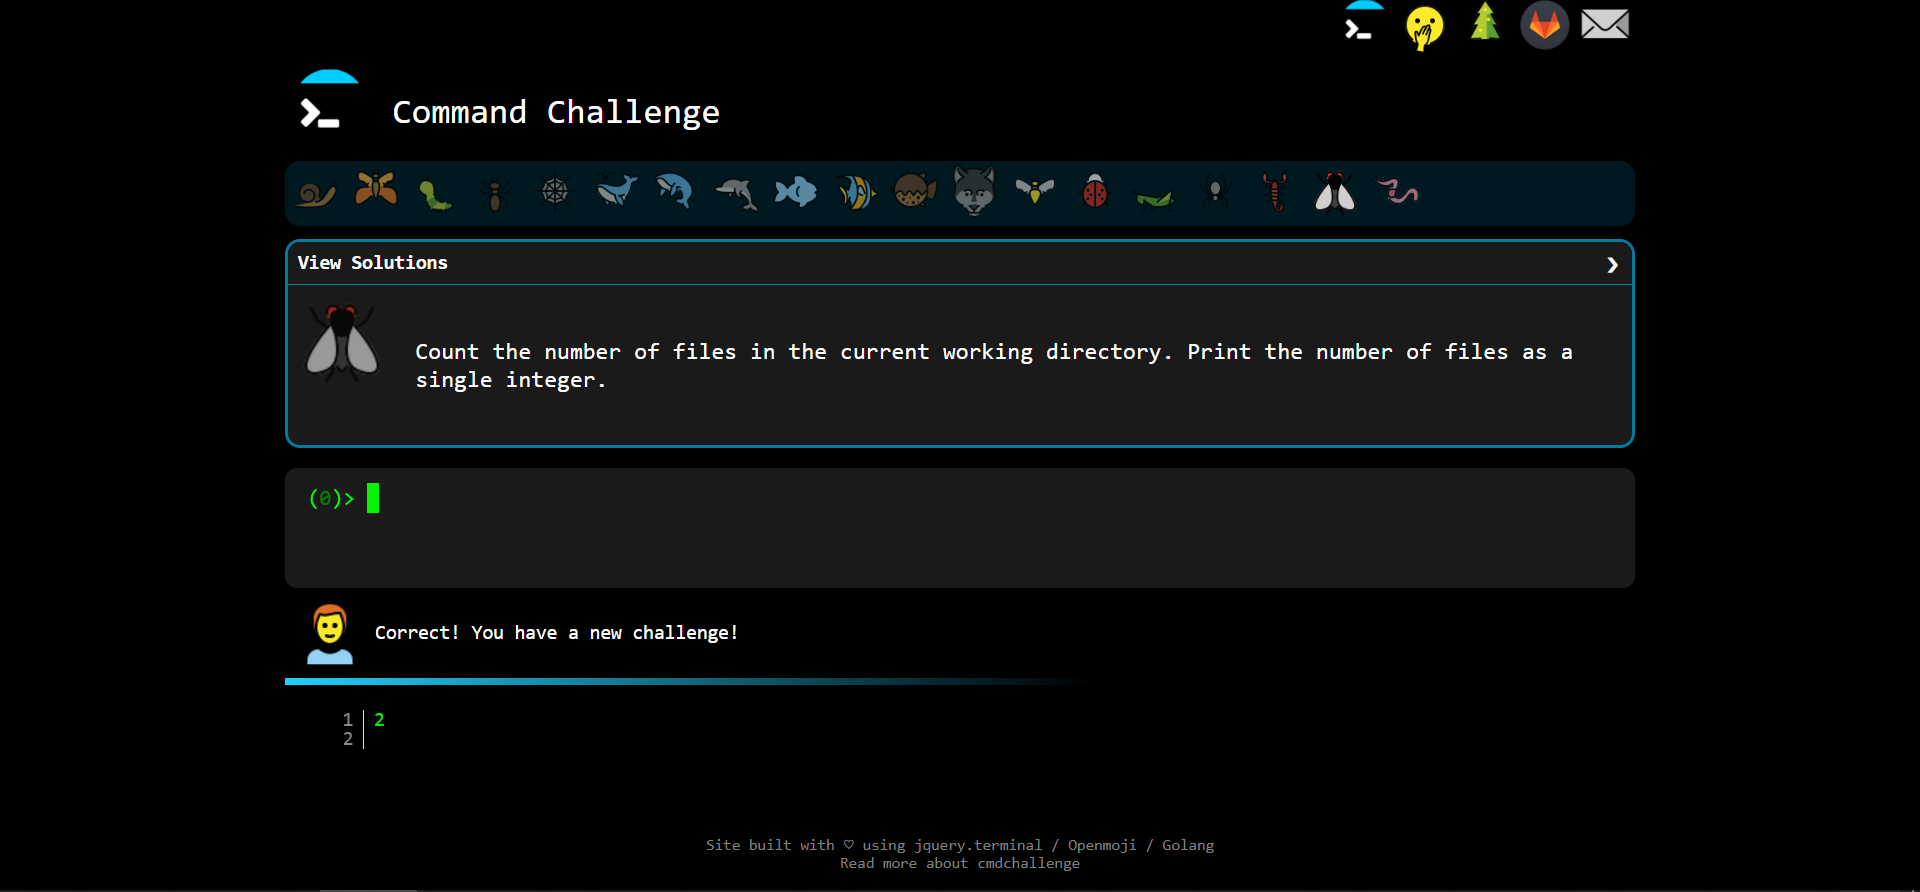 Command Challenge
View Solutions
Count the number of files in the current working directory. Print the number of files as a
single integer.
(0)>
Correct! You have a new challenge!
1 2
2
Site built with ♡ using jquery.terminal / Openmoji / Golang
Read more about cmdchallenge